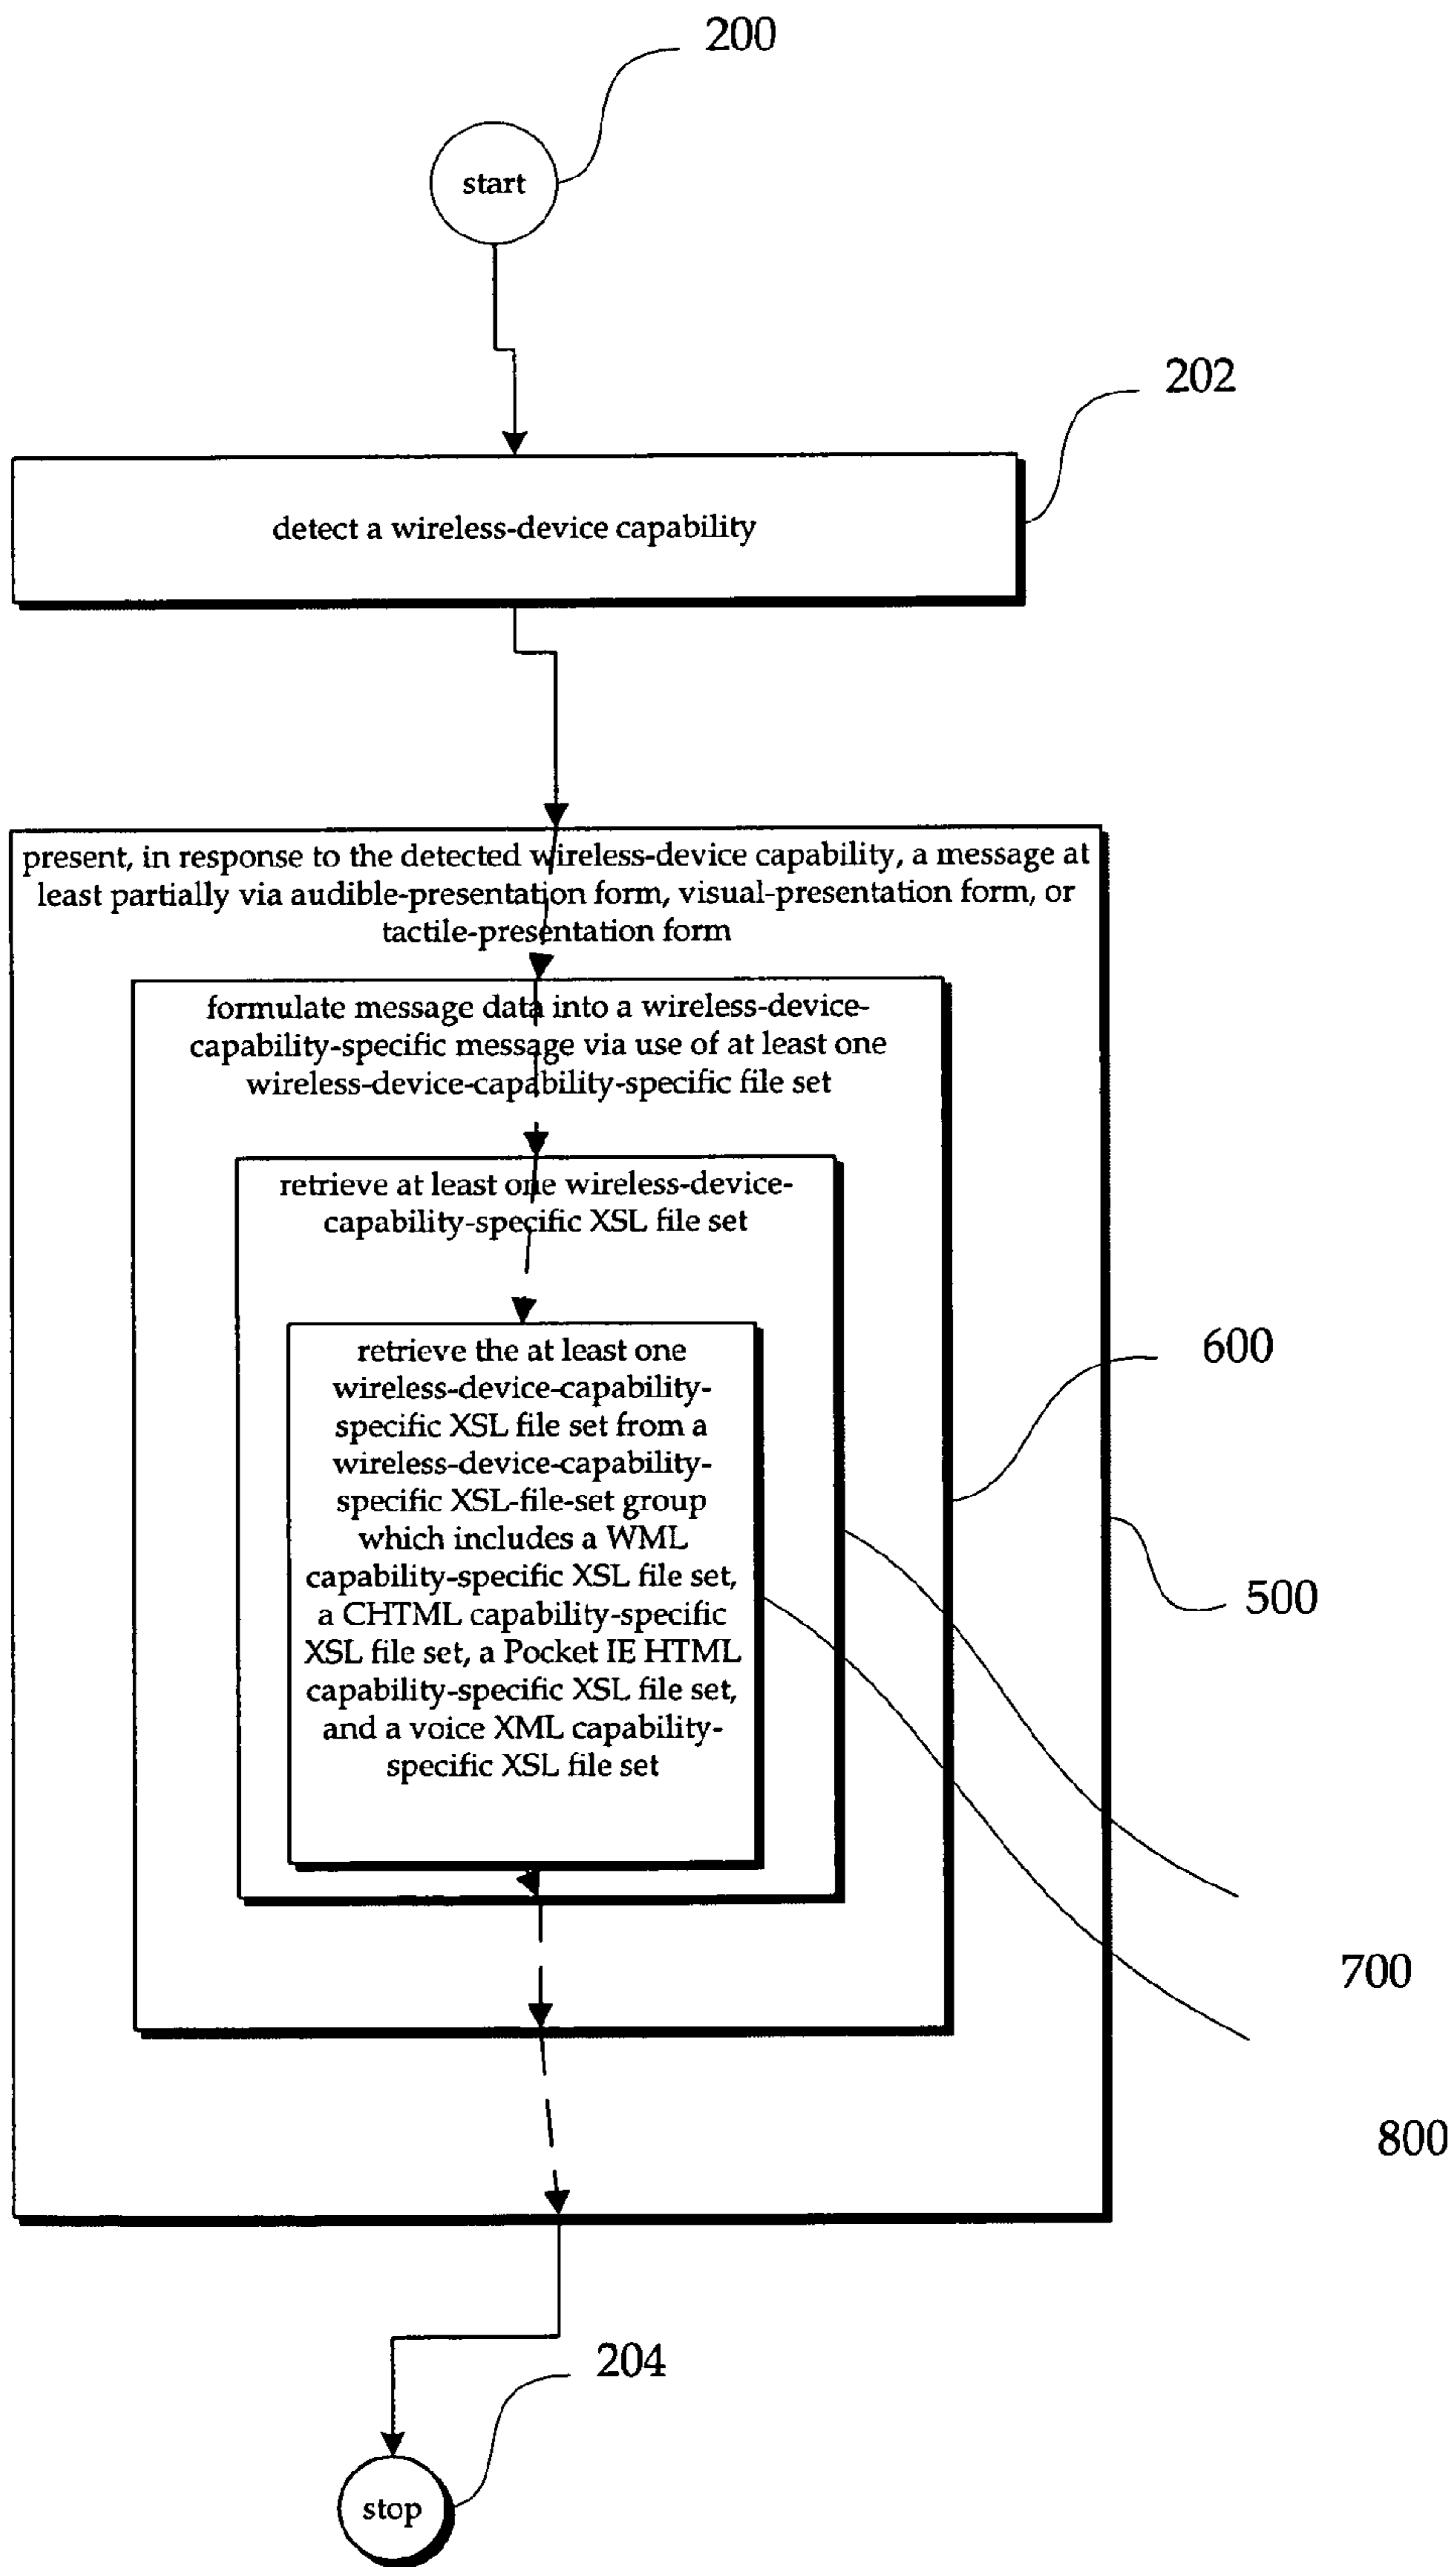 200
start
202
detect a wireless-device capability
present, in response to the detected wireless-device capability, a message at
least partially via audible-presentation form, visual-presentation form, or
tactile-presentation form
formulate message data into a wireless-device-
capability-specific message via use of at least one
wireless-device-capability-specific file set
retrieve at least one wireless-device-
capability-specific XSL file set
retrieve the at least one
wireless-device-capability-
specific XSL file set from a
wireless-device-capability-
specific XSL-file-set group
which includes a WML
capability-specific XSL file set,
a CHTML capability-specific
XSL file set, a Pocket IE HTML
capability-specific XSL file set,
and a voice XML capability-
specific XSL file set
600
500
700
800
204
stop